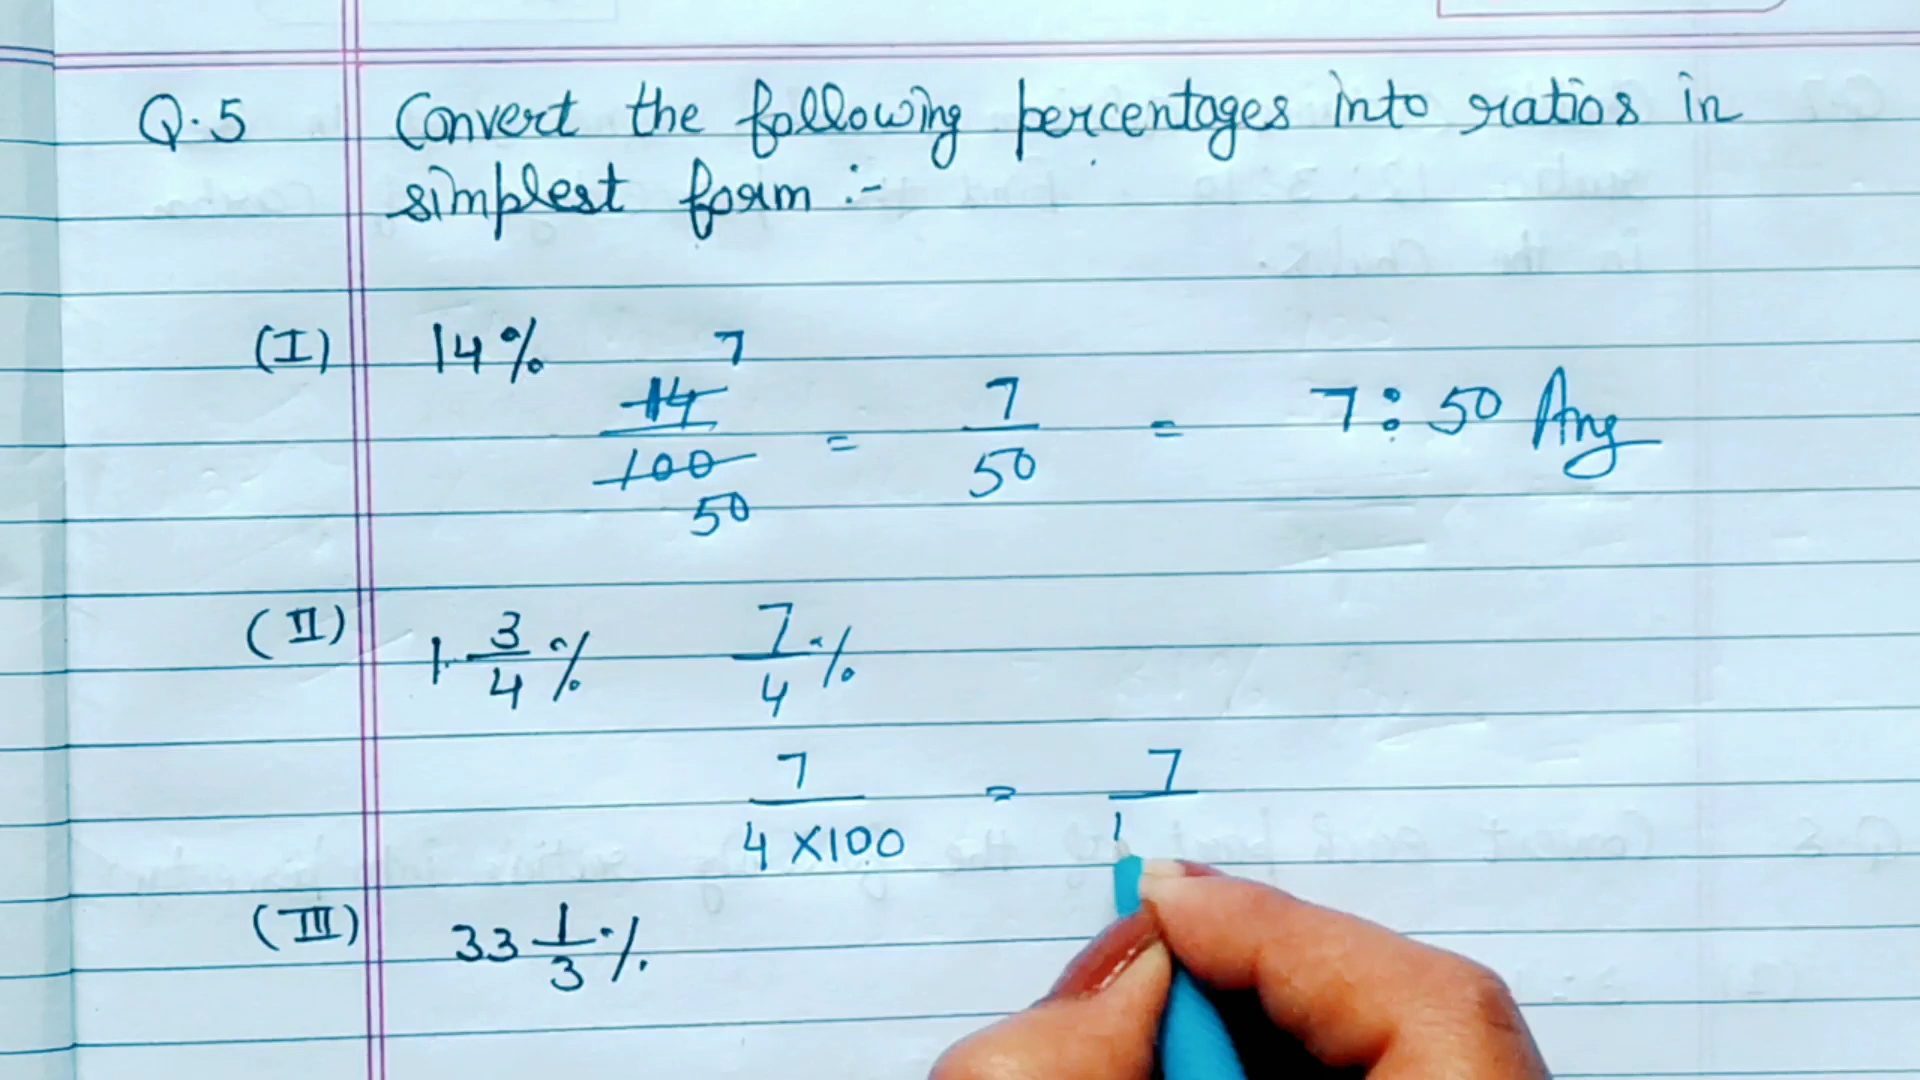 Q.5 Convert the following percentages into ratios in
simplest form :-
(I) 14% 14/100 7 50 = 7/50 = 7 : 50 Ans
(II) 1 3/4 % 7/4 %
7/(4×100) = 7/1
(III) 33 1/3 %